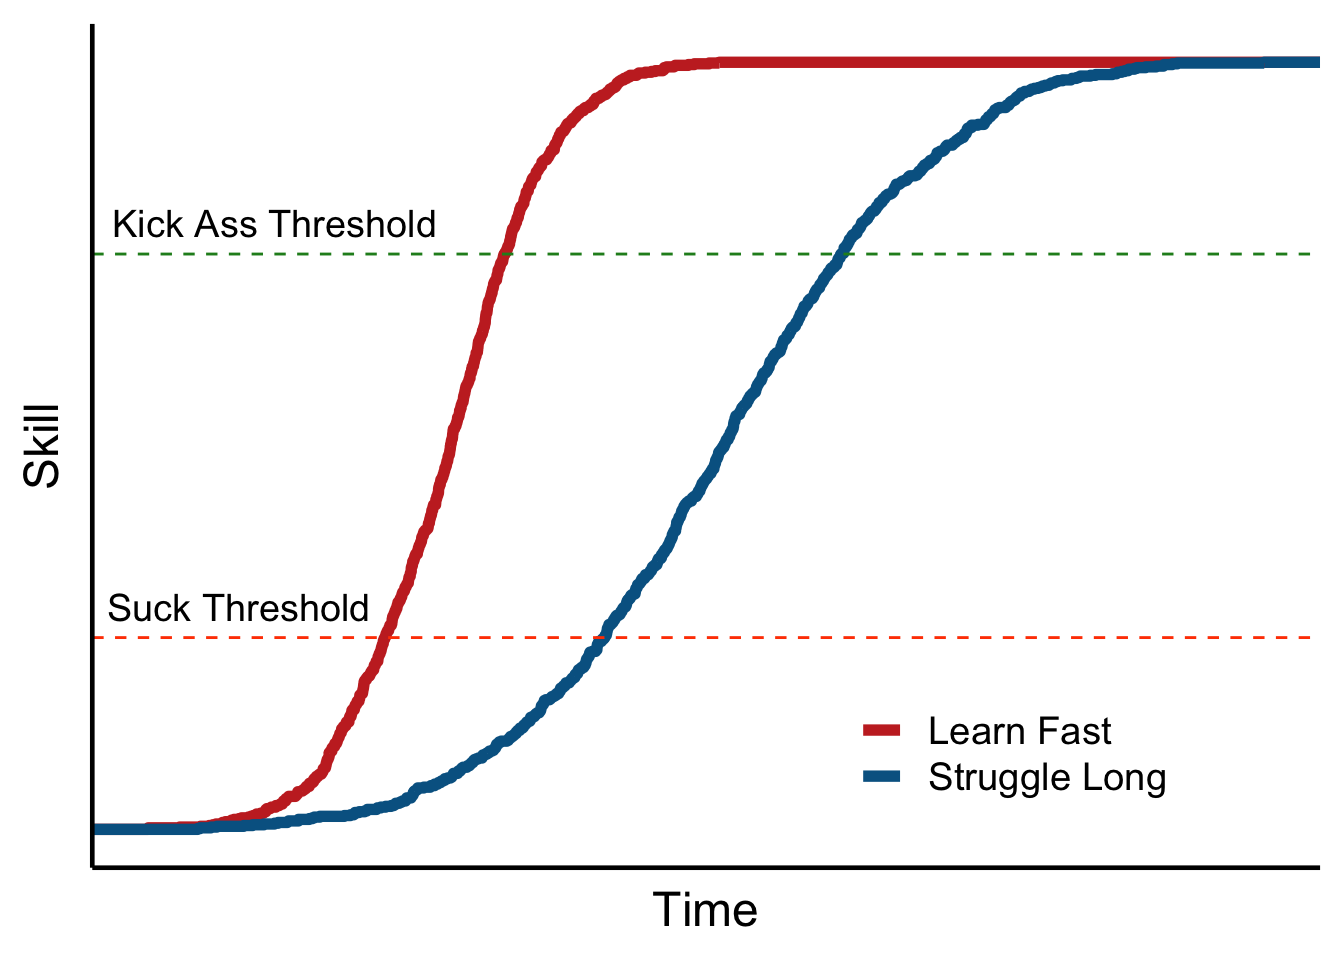 Kick Ass Threshold
Skill
Suck Threshold
Learn Fast
Struggle Long
Time